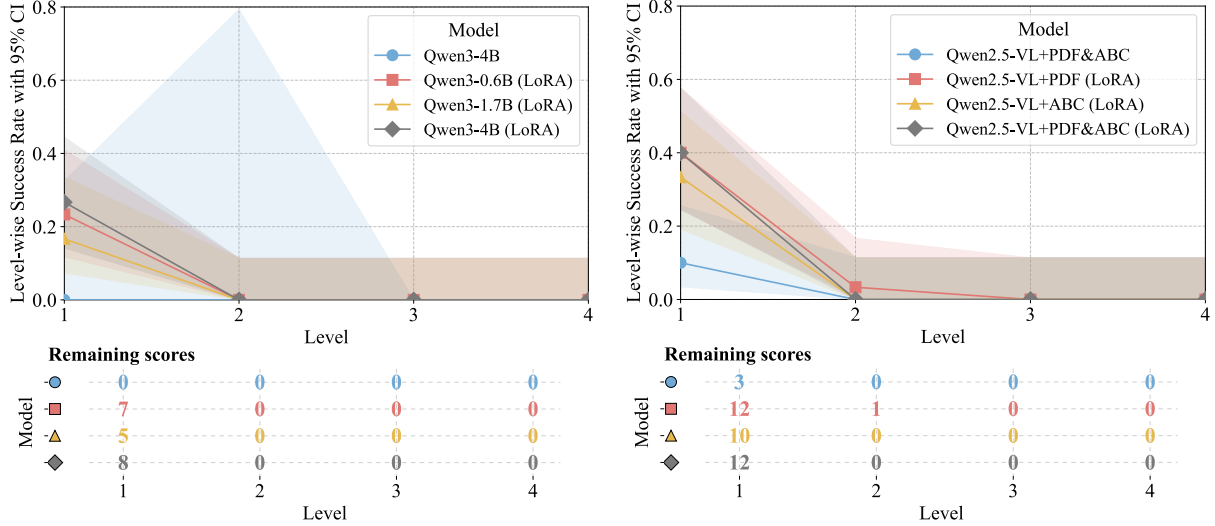 Level-wise Success Rate with 95% CI
0.8
0.6
0.4
0.2
0.0
1 2 3 4
Level
Model
Qwen3-4B
Qwen3-0.6B (LoRA)
Qwen3-1.7B (LoRA)
Qwen3-4B (LoRA)
Remaining scores
Model
0 0 0 0
7 0 0 0
5 0 0 0
8 0 0 0
1 2 3 4
Level
Level-wise Success Rate with 95% CI
0.8
0.6
0.4
0.2
0.0
1 2 3 4
Level
Model
Qwen2.5-VL+PDF&ABC
Qwen2.5-VL+PDF (LoRA)
Qwen2.5-VL+ABC (LoRA)
Qwen2.5-VL+PDF&ABC (LoRA)
Remaining scores
Model
3 0 0 0
12 1 0 0
10 0 0 0
12 0 0 0
1 2 3 4
Level